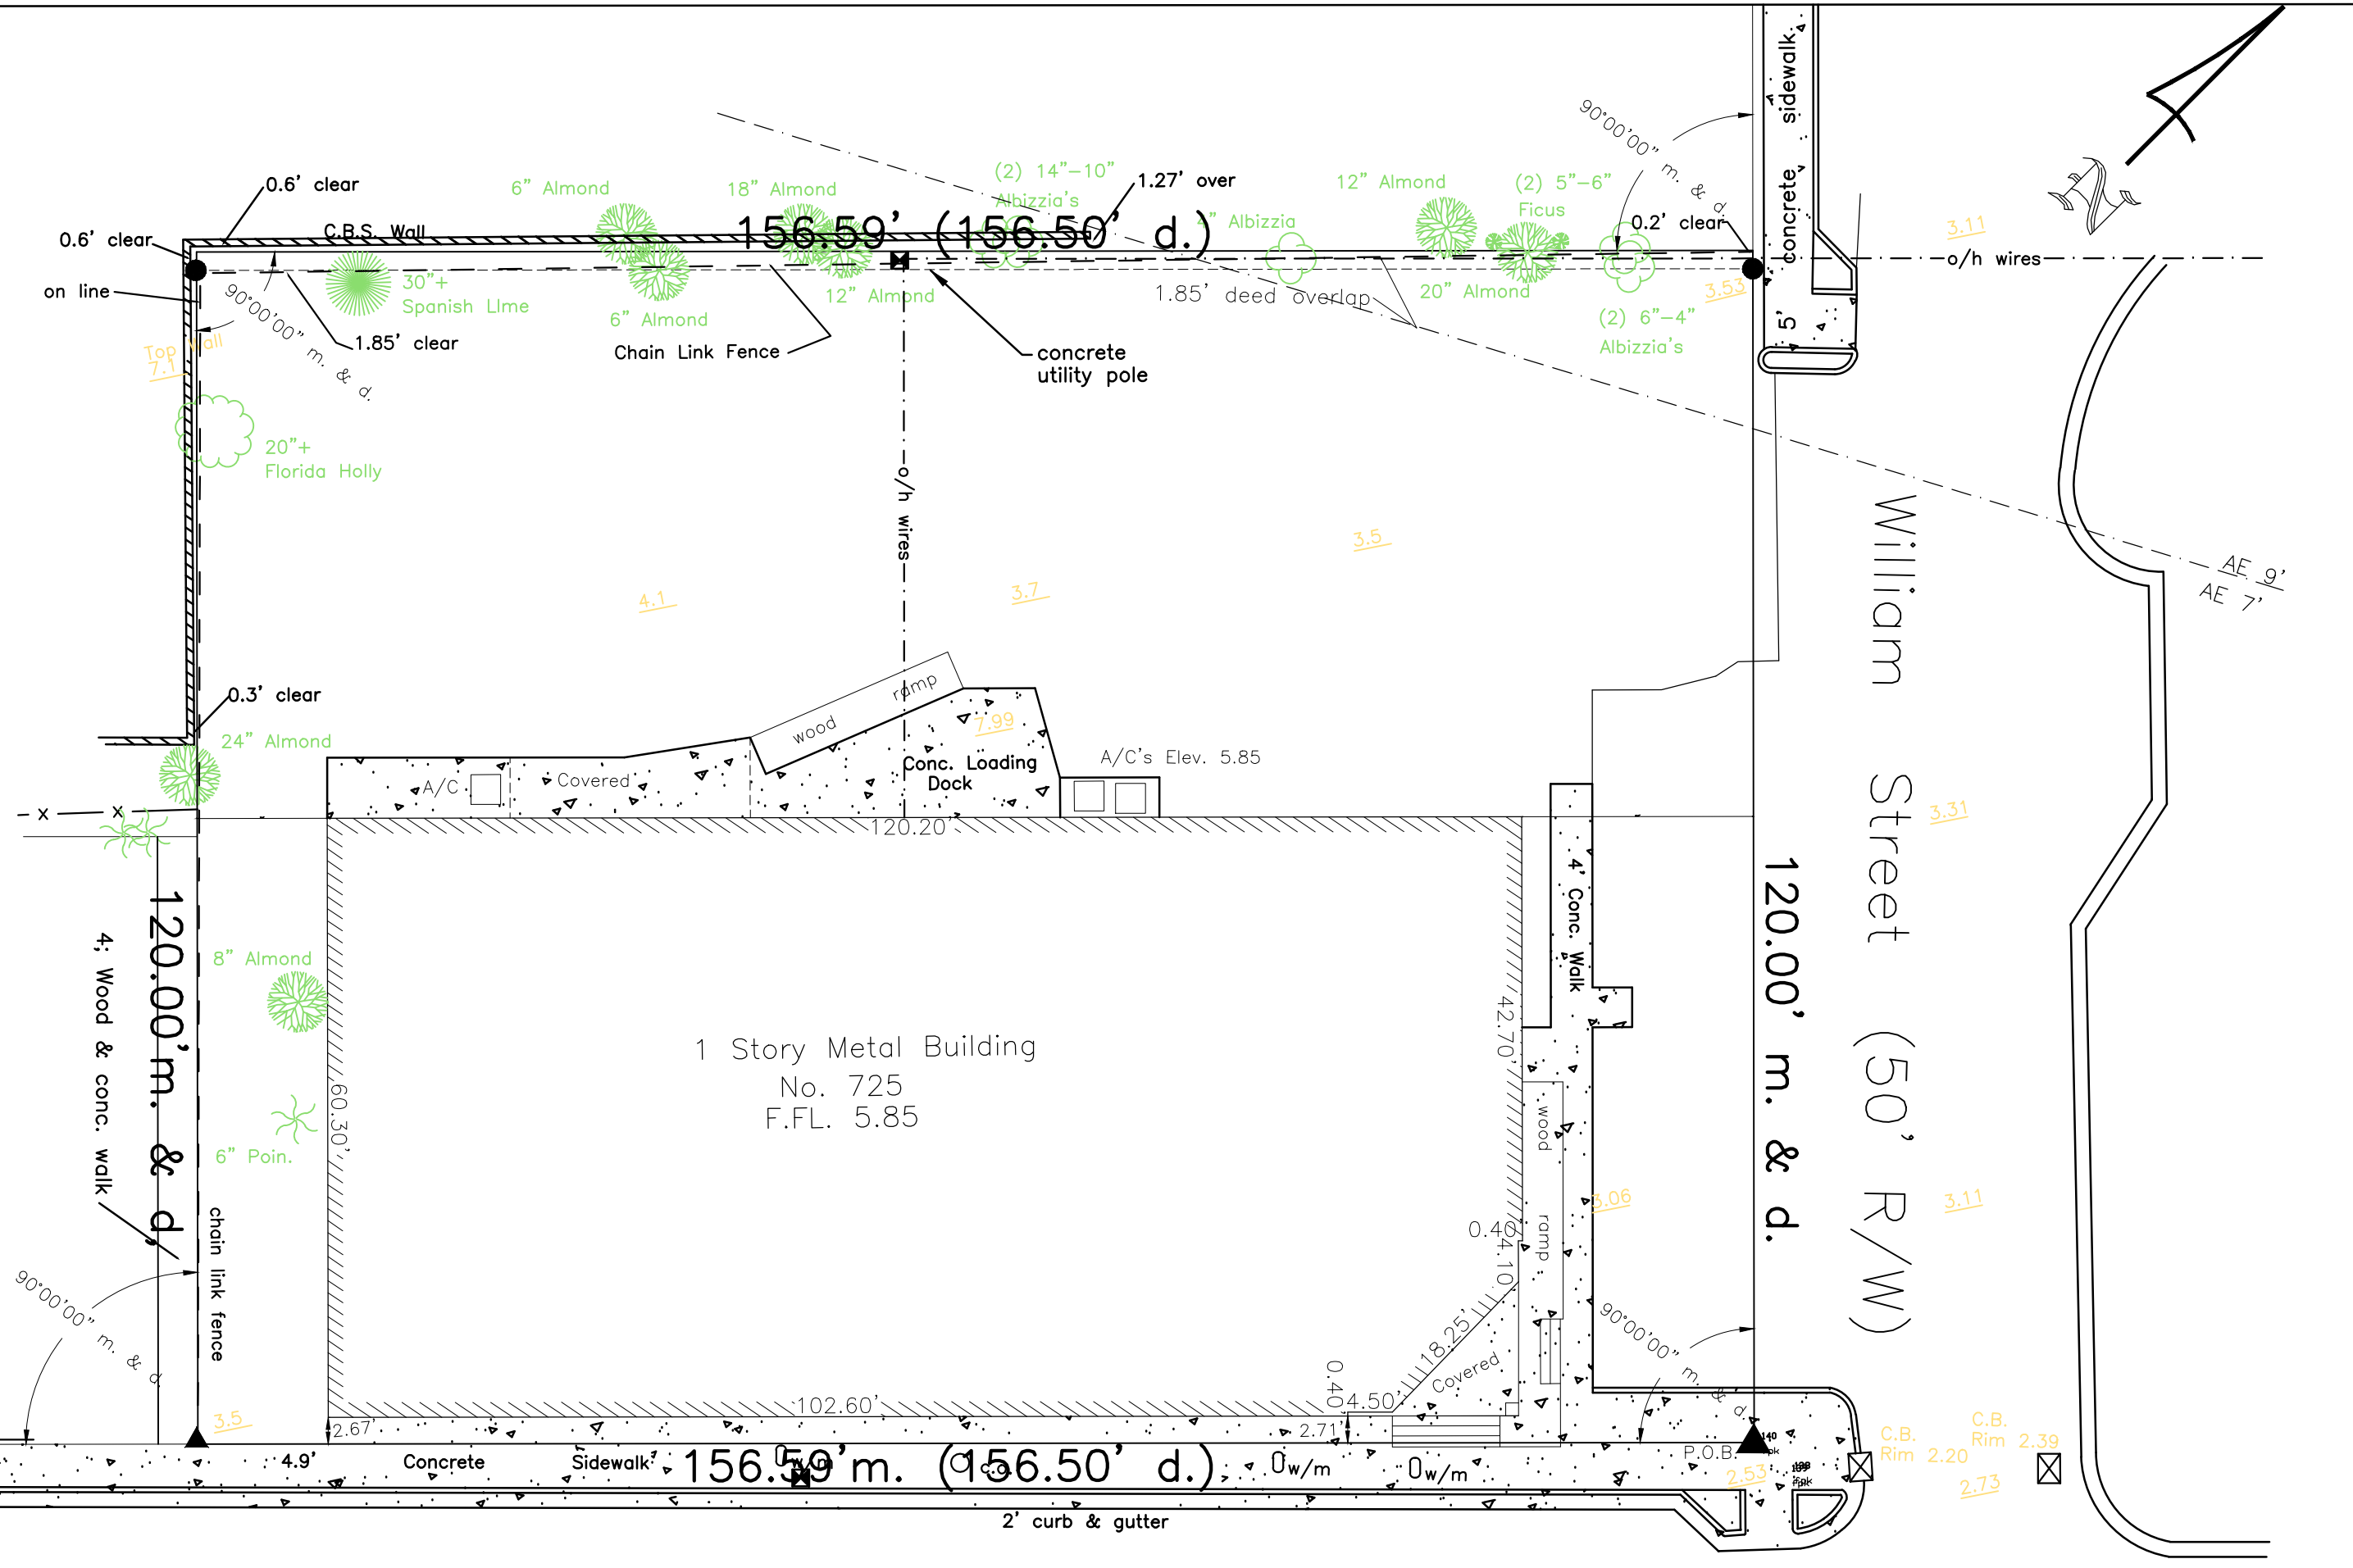 0.6' clear
0.6' clear
on line
C.B.S. Wall
6" Almond
18" Almond
(2) 14"-10"
Albizzia's
1.27' over
156.59' (156.50' d.)
4" Albizzia
12" Almond
(2) 5"-6"
Ficus
90°00'00" m. & d.
0.2' clear
concrete sidewalk
5'
N
3.11
o/h wires
3.53
90°00'00" m. & d.
1.85' clear
30"+
Spanish LIme
6" Almond
12" Almond
Chain Link Fence
concrete
utility pole
1.85' deed overlap
20" Almond
(2) 6"-4"
Albizzia's
Top Wall
7.1
20"+
Florida Holly
o/h wires
4.1
3.7
3.5
AE 9'
AE 7'
William Street (50' R/W)
0.3' clear
24" Almond
x x
wood ramp
7.99
Conc. Loading
Dock
A/C
Covered
A/C's Elev. 5.85
120.20'
3.31
4' Conc. Walk
120.00' m. & d.
120.00'm. & d,
4; Wood & conc. walk
8" Almond
6" Poin.
chain link fence
60.30'
1 Story Metal Building
No. 725
F.FL. 5.85
42.70'
wood ramp
0.40'
4.10'
3.06
3.11
18.25'
Covered
0.40'
4.50'
102.60'
2.67'
2.71'
90°00'00" m. & d.
90°00'00" m. & d.
3.5
4.9'
Concrete Sidewalk
w/m
156.59'm. (156.50' d.)
c.o.
w/m
w/m
P.O.B.
140
fpk
2.53
C.B.
Rim 2.20
C.B.
Rim 2.39
2.73
2' curb & gutter